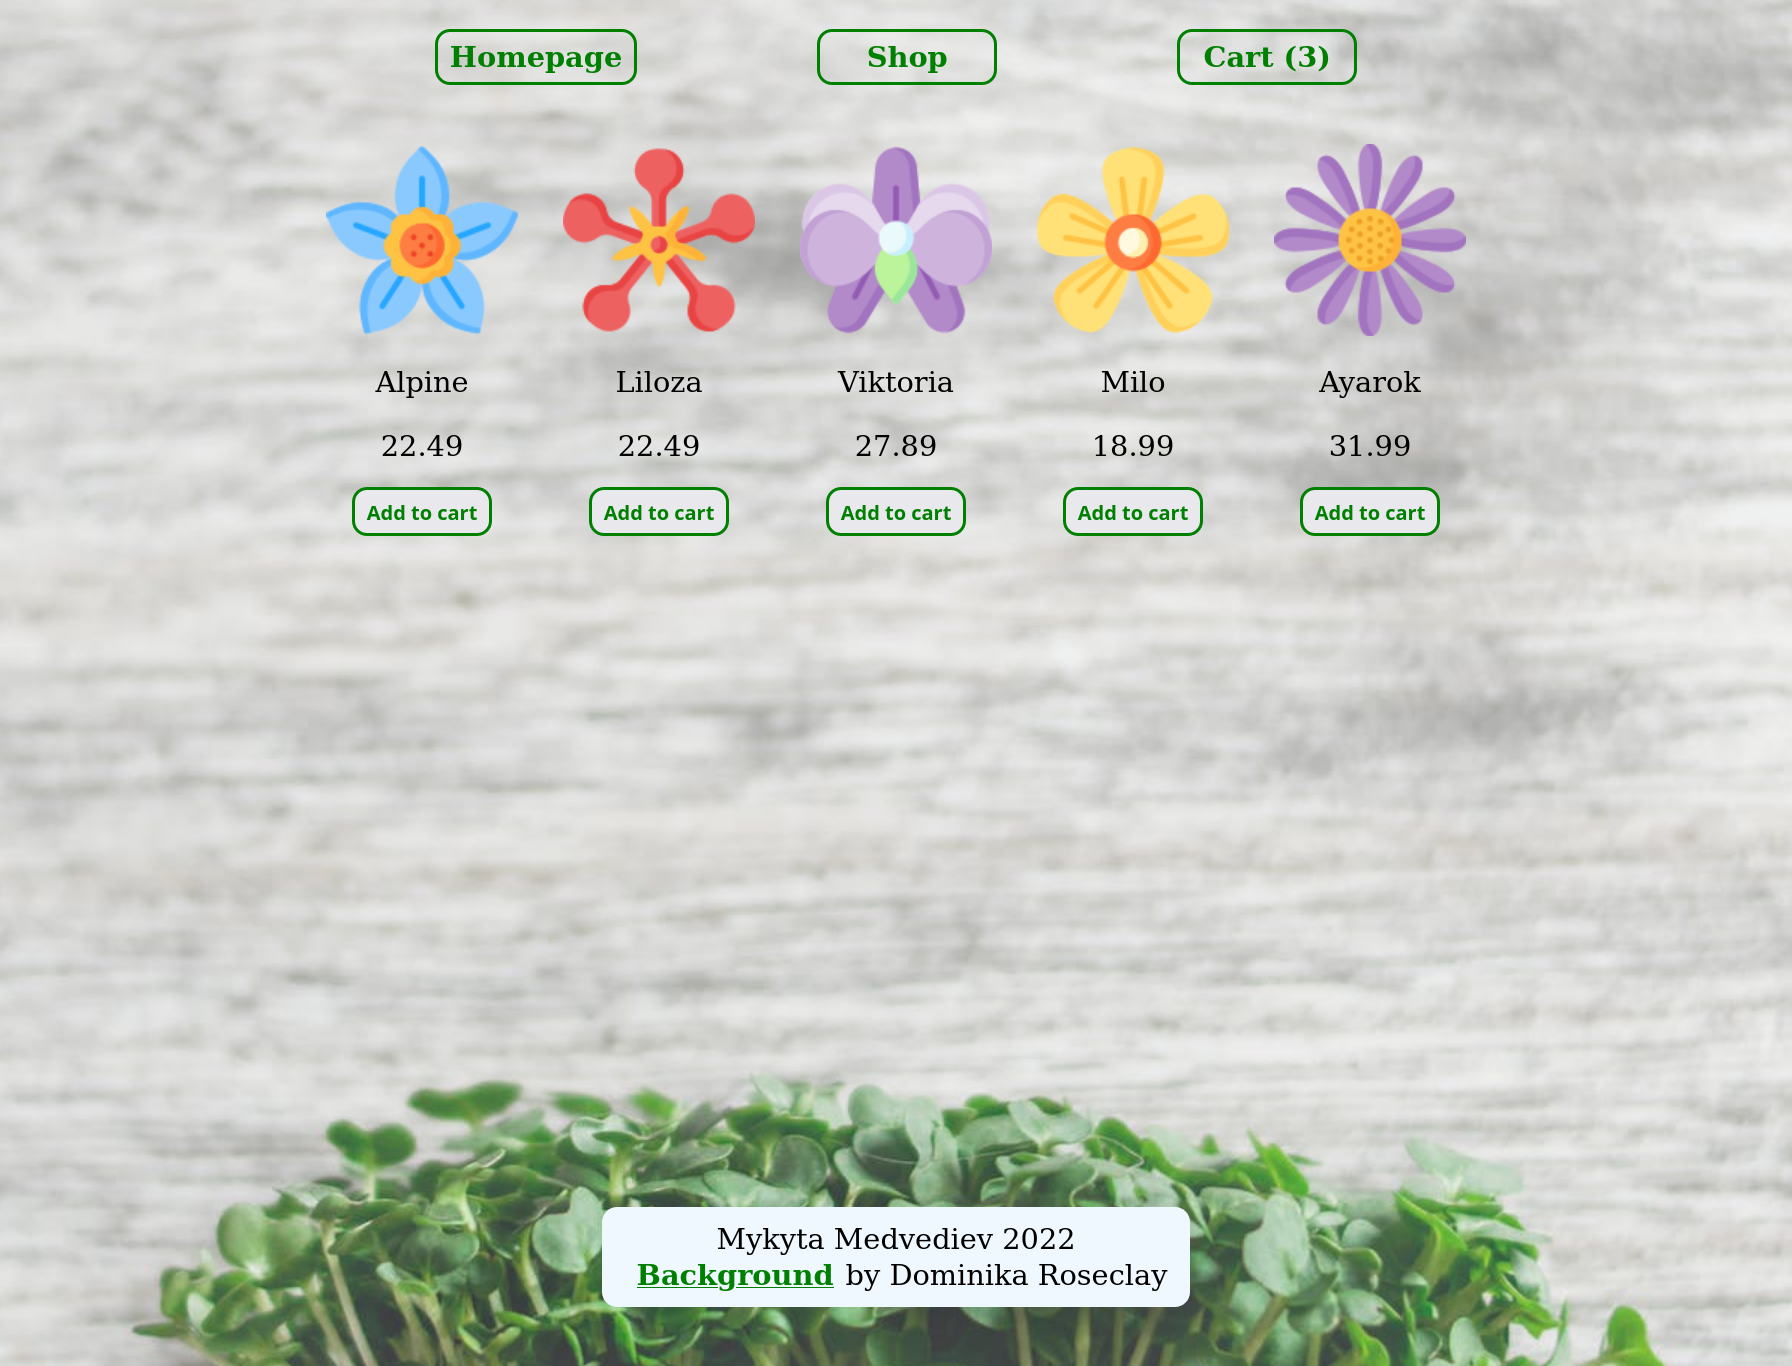 Homepage
Shop
Cart (3)
Alpine
Liloza
Viktoria
Milo
Ayarok
22.49
22.49
27.89
18.99
31.99
Add to cart
Add to cart
Add to cart
Add to cart
Add to cart
Mykyta Medvediev 2022
Background by Dominika Roseclay